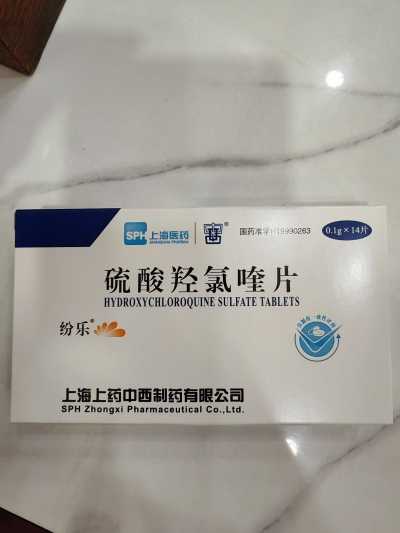 SPH 上海医药
SHANGHAI PHARMA
®
国药准字H19990263
0.1g×14片
硫酸羟氯喹片
HYDROXYCHLOROQUINE SULFATE TABLETS
纷乐®
上海上药中西制药有限公司
SPH Zhongxi Pharmaceutical Co.,Ltd.